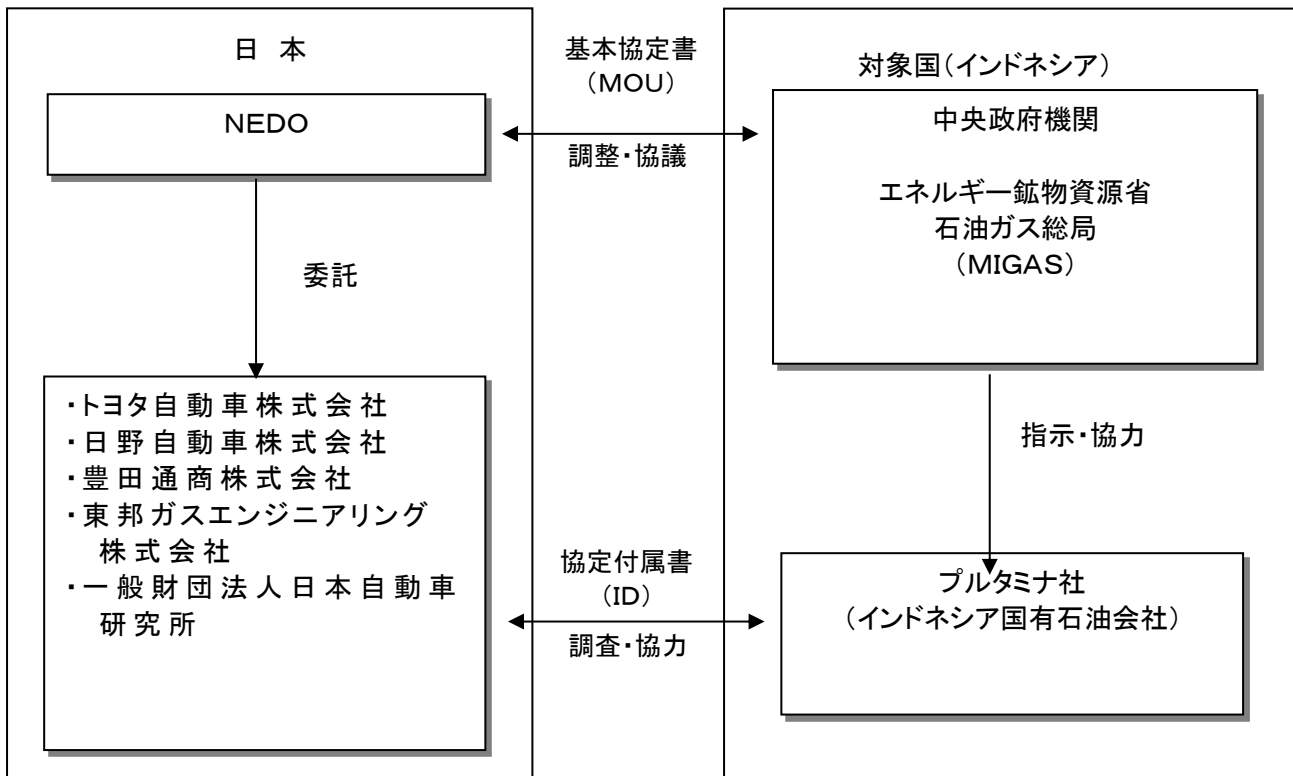 日 本
NEDO
委託
・トヨタ自動車株式会社
・日野自動車株式会社
・豊田通商株式会社
・東邦ガスエンジニアリング
株式会社
・一般財団法人日本自動車
研究所
基本協定書
（MOU）
調整・協議
協定付属書
（ID）
調査・協力
対象国（インドネシア）
中央政府機関
エネルギー鉱物資源省
石油ガス総局
（MIGAS）
指示・協力
プルタミナ社
（インドネシア国有石油会社）